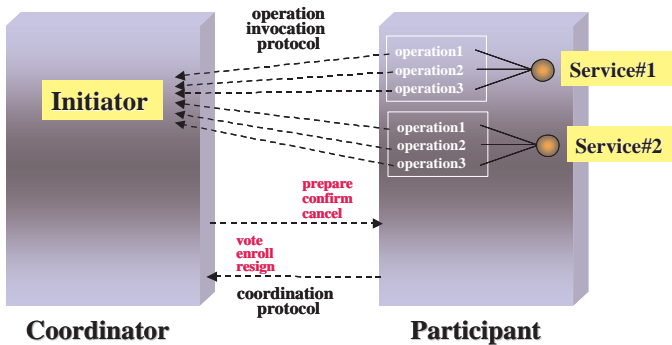 operation
invocation
protocol
operation1
operation2
operation3
Service#1
Initiator
operation1
operation2
operation3
Service#2
prepare
confirm
cancel
vote
enroll
resign
coordination
protocol
Coordinator
Participant